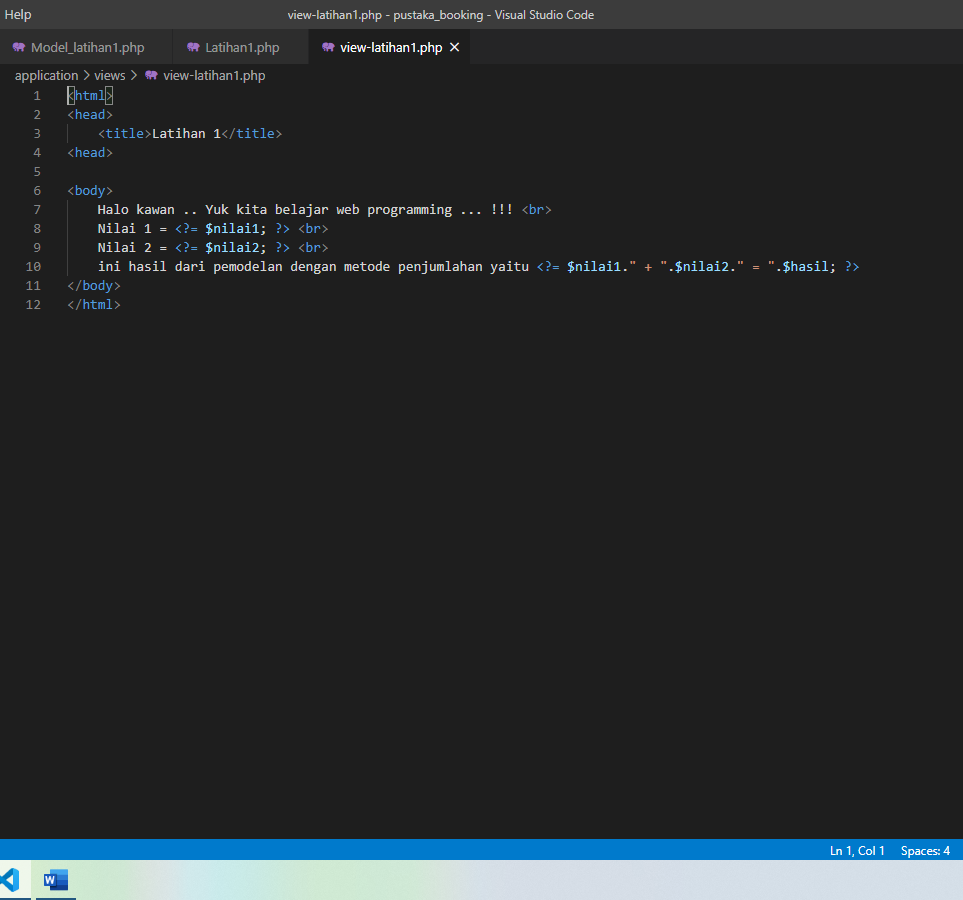 Help view-latihan1.php - pustaka_booking - Visual Studio Code
Model_latihan1.php Latihan1.php view-latihan1.php
application > views > view-latihan1.php
1 <html>
2 <head>
3 <title>Latihan 1</title>
4 <head>
5
6 <body>
7 Halo kawan .. Yuk kita belajar web programming ... !!! <br>
8 Nilai 1 = <?= $nilai1; ?> <br>
9 Nilai 2 = <?= $nilai2; ?> <br>
10 ini hasil dari pemodelan dengan metode penjumlahan yaitu <?= $nilai1." + ".$nilai2." = ".$hasil; ?>
11 </body>
12 </html>
Ln 1, Col 1 Spaces: 4
W